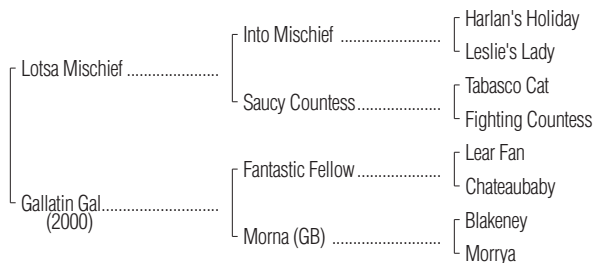 Harlan's Holiday
Into Mischief ....................
Leslie's Lady
Lotsa Mischief ......................
Tabasco Cat
Saucy Countess....................
Fighting Countess
Lear Fan
Fantastic Fellow....................
Chateaubaby
Gallatin Gal............................
(2000)
Blakeney
Morna (GB) ..........................
Morrya